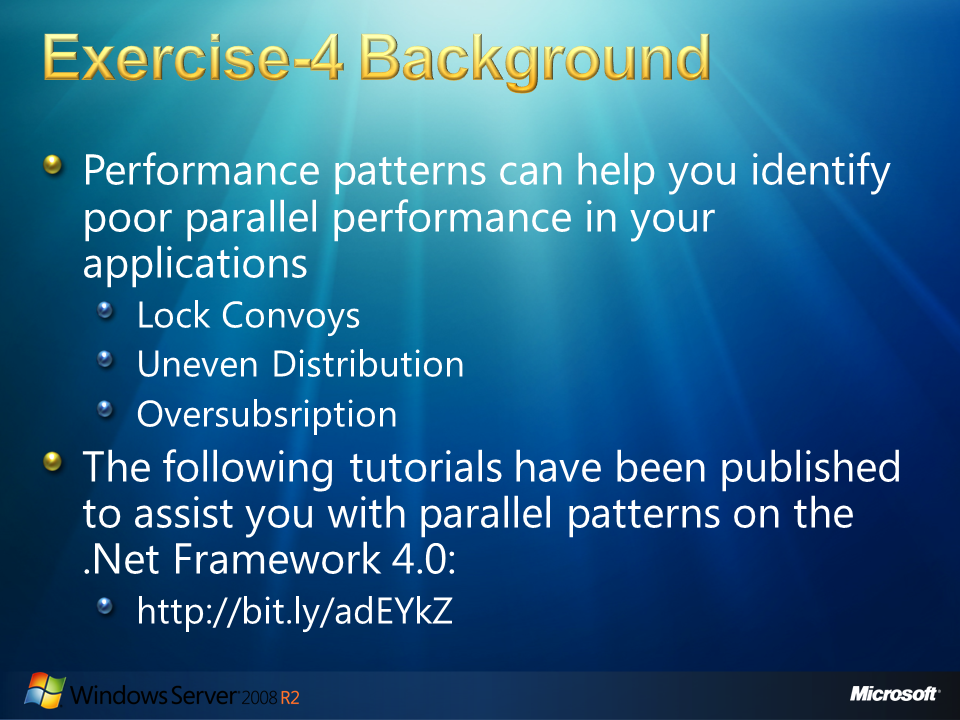 Exercise-4 Background
Performance patterns can help you identify
poor parallel performance in your
applications
Lock Convoys
Uneven Distribution
Oversubsription
The following tutorials have been published
to assist you with parallel patterns on the
.Net Framework 4.0:
http://bit.ly/adEYkZ
Windows Server 2008 R2
Microsoft